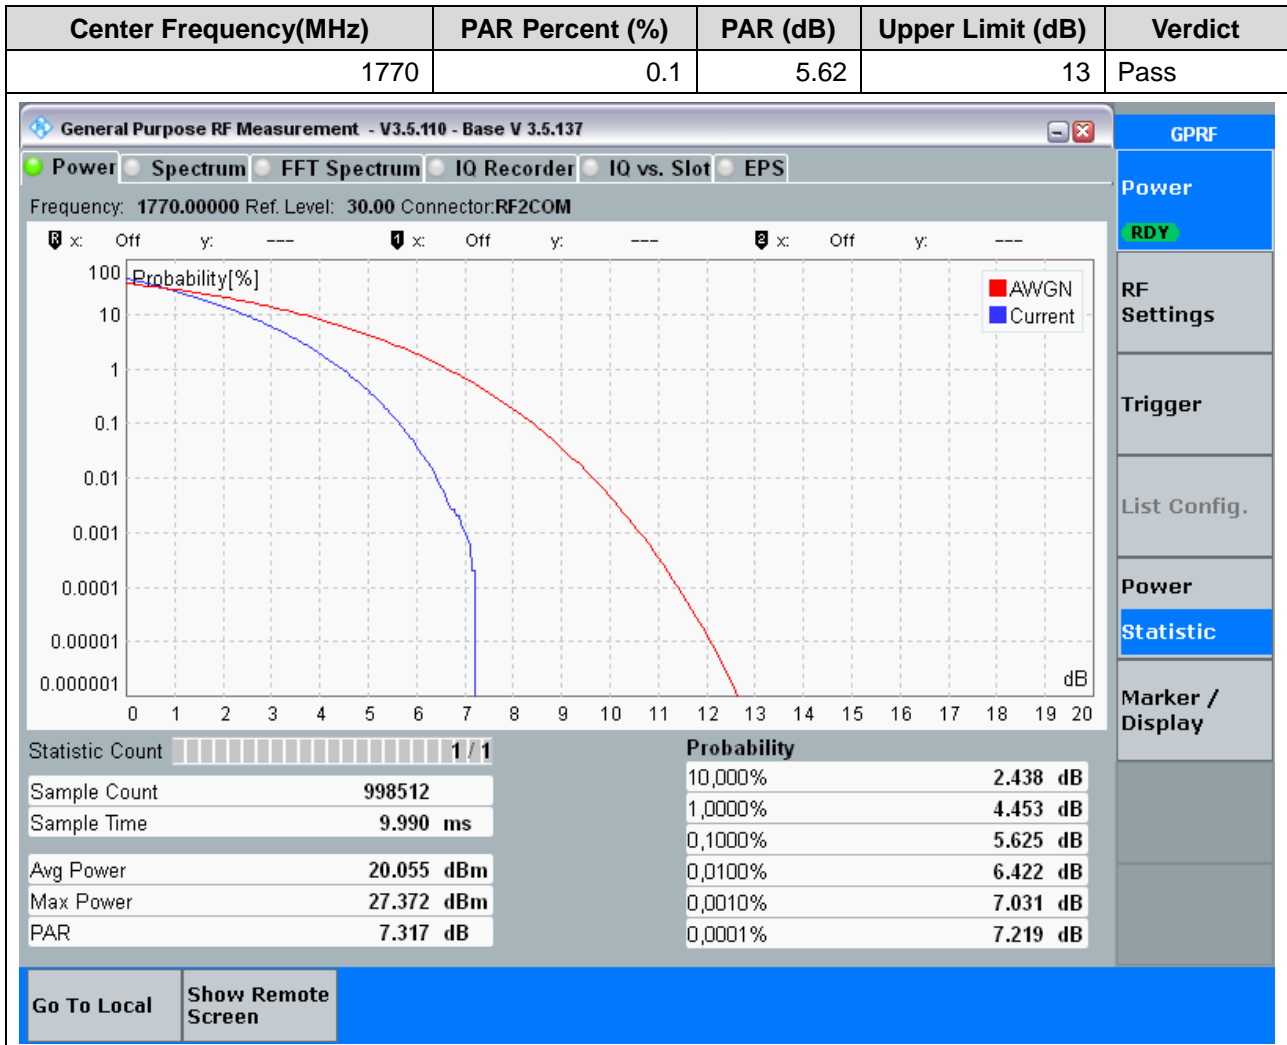 Center Frequency(MHz) PAR Percent (%) PAR (dB) Upper Limit (dB) Verdict
1770 0.1 5.62 13 Pass
General Purpose RF Measurement - V3.5.110 - Base V 3.5.137
GPRF
Power Spectrum FFT Spectrum IQ Recorder IQ vs. Slot EPS
Frequency: 1770.00000 Ref. Level: 30.00 Connector:RF2COM
R x: Off y: --- 1 x: Off y: --- 2 x: Off y: ---
Probability[%]
AWGN
Current
100
10
1
0.1
0.01
0.001
0.0001
0.00001
0.000001
dB
0 1 2 3 4 5 6 7 8 9 10 11 12 13 14 15 16 17 18 19 20
Statistic Count 1 / 1
Sample Count 998512
Sample Time 9.990 ms
Avg Power 20.055 dBm
Max Power 27.372 dBm
PAR 7.317 dB
Probability
10,000% 2.438 dB
1,0000% 4.453 dB
0,1000% 5.625 dB
0,0100% 6.422 dB
0,0010% 7.031 dB
0,0001% 7.219 dB
Power
RDY
RF
Settings
Trigger
List Config.
Power
Statistic
Marker /
Display
Go To Local
Show Remote
Screen